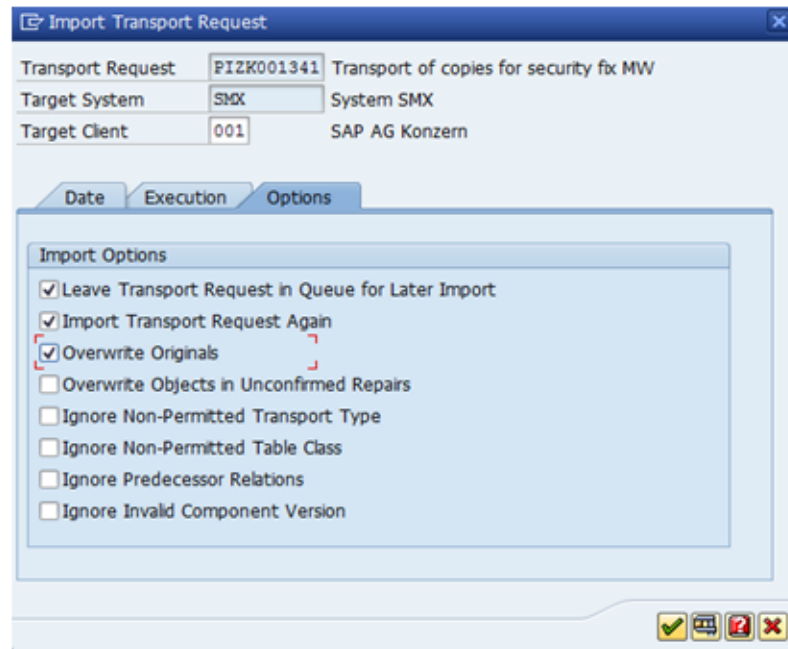 Import Transport Request
Transport Request PIZK001341 Transport of copies for security fix MW
Target System SMX System SMX
Target Client 001 SAP AG Konzern
Date Execution Options
Import Options
Leave Transport Request in Queue for Later Import
Import Transport Request Again
Overwrite Originals
Overwrite Objects in Unconfirmed Repairs
Ignore Non-Permitted Transport Type
Ignore Non-Permitted Table Class
Ignore Predecessor Relations
Ignore Invalid Component Version